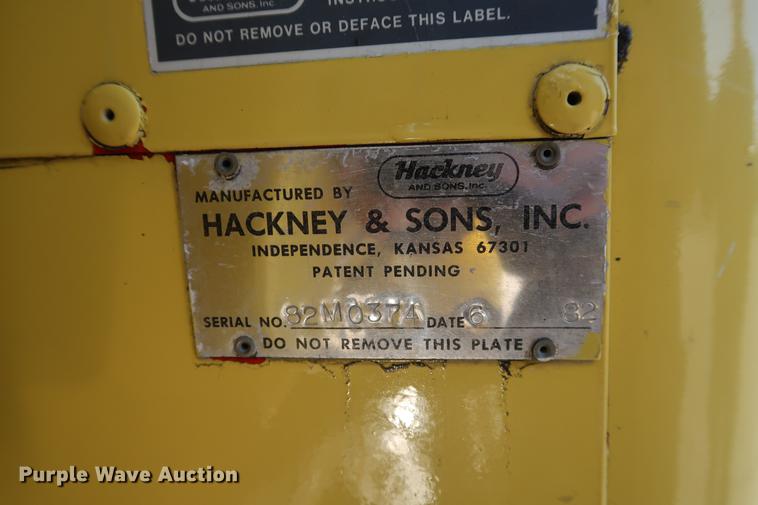 AND SONS, Inc
DO NOT REMOVE OR DEFACE THIS LABEL.
Hackney
AND SONS, Inc.
MANUFACTURED BY
HACKNEY & SONS, INC.
INDEPENDENCE, KANSAS 67301
PATENT PENDING
SERIAL NO. 82M0374 DATE 6 82
DO NOT REMOVE THIS PLATE
Purple Wave Auction